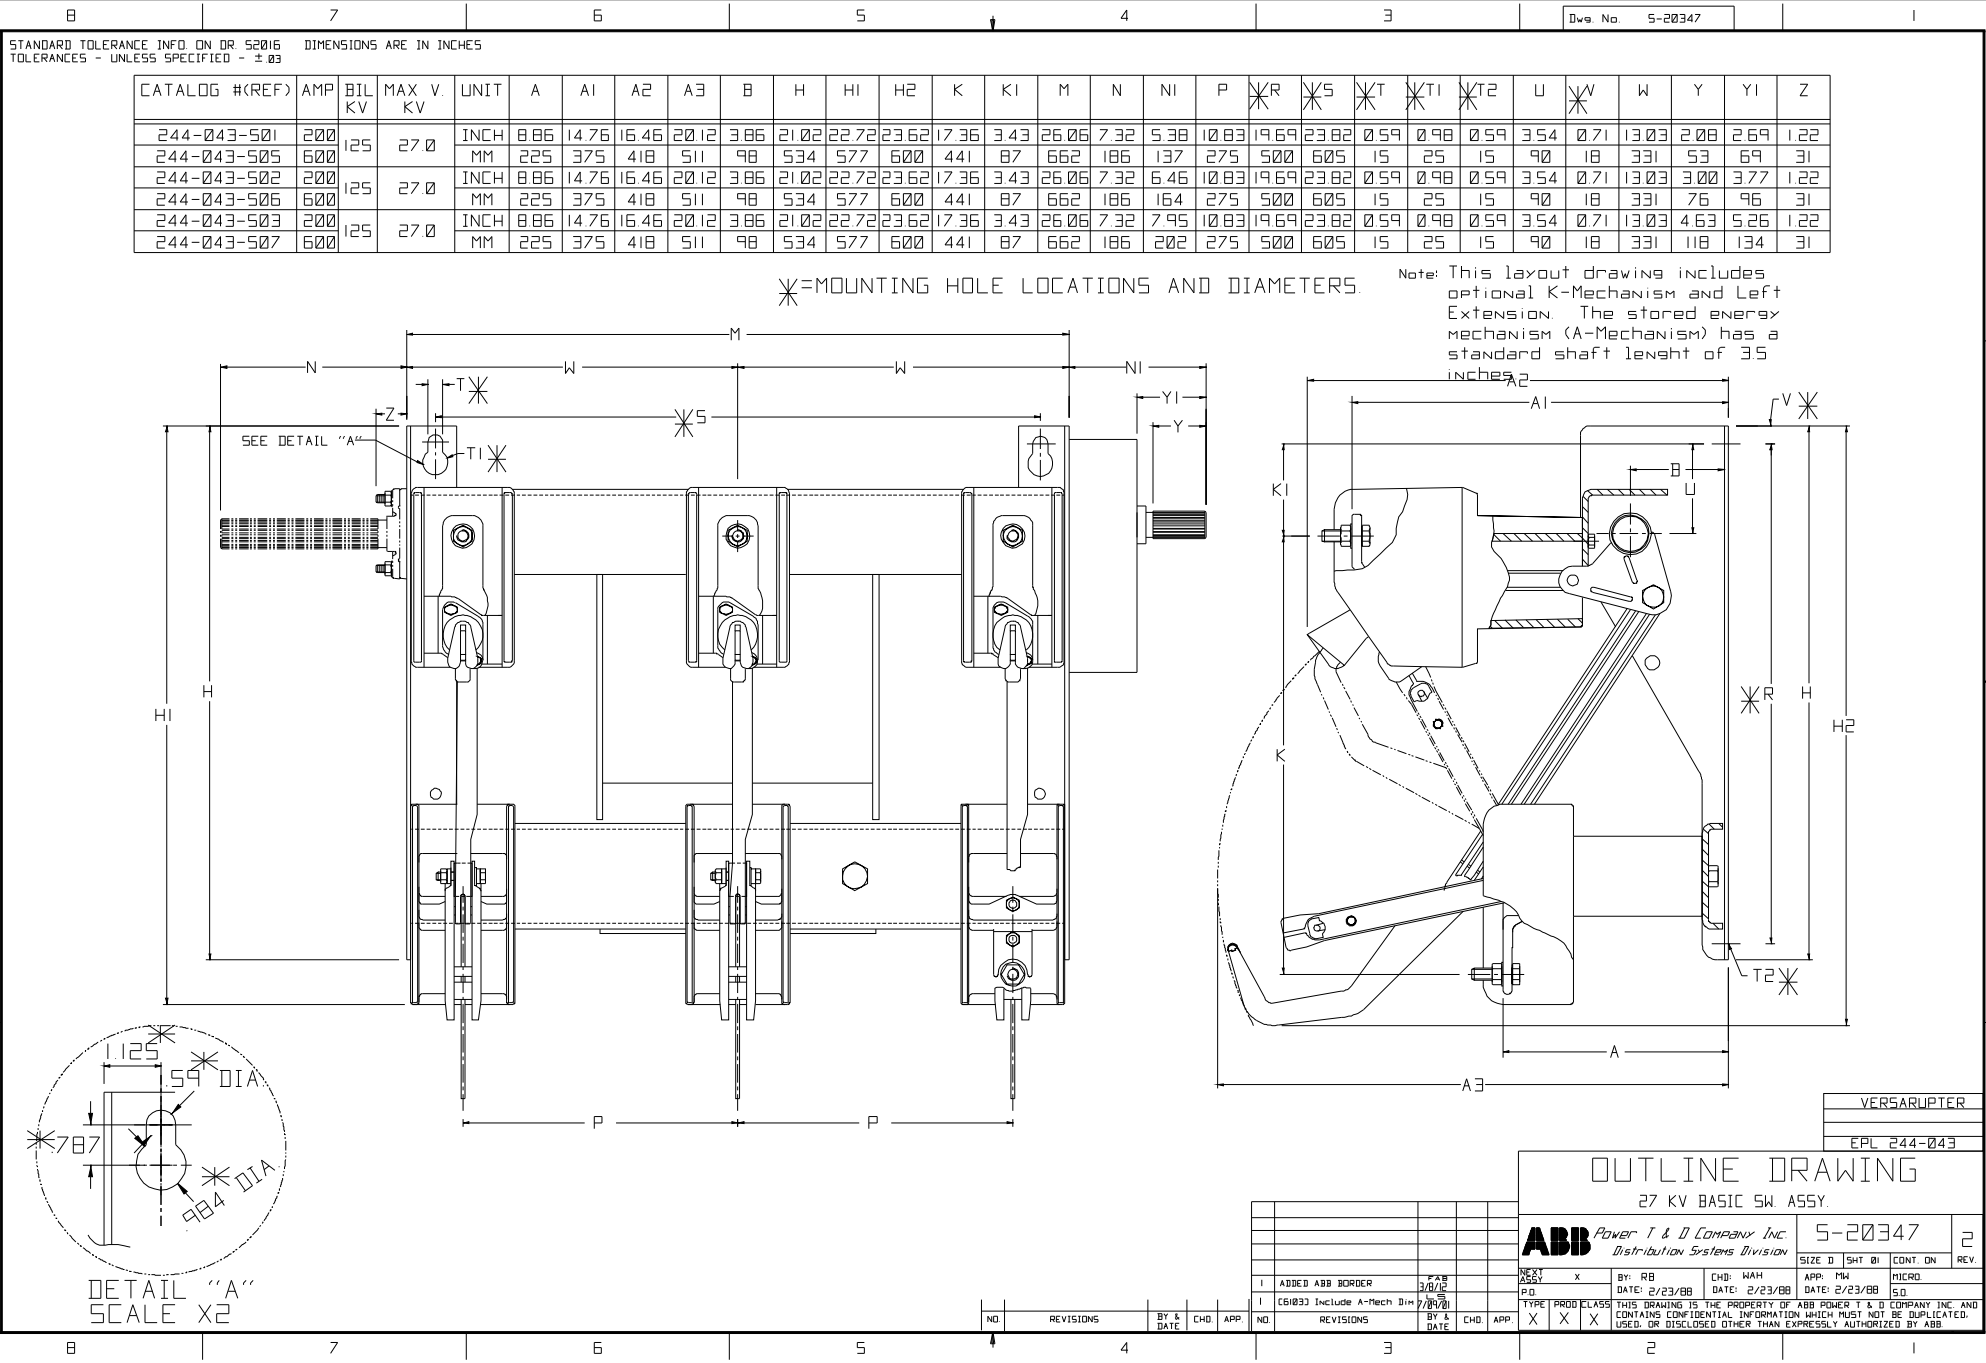 8 7 6 5 4 3 1
Dwg. No. S-20347
STANDARD TOLERANCE INFO. ON DR. S2016 DIMENSIONS ARE IN INCHES
TOLERANCES - UNLESS SPECIFIED - ±.03
CATALOG #(REF) AMP BIL KV MAX V. KV UNIT A A1 A2 A3 B H H1 H2 K K1 M N N1 P R S T T1 T2 U V W Y Y1 Z
244-043-501 200 125 27.0 INCH 8.86 14.76 16.46 20.12 3.86 21.02 22.72 23.62 17.36 3.43 26.06 7.32 5.38 10.83 19.69 23.82 0.59 0.98 0.59 3.54 0.71 13.03 2.08 2.69 1.22
244-043-505 600 MM 225 375 418 511 98 534 577 600 441 87 662 186 137 275 500 605 15 25 15 90 18 331 53 69 31
244-043-502 200 125 27.0 INCH 8.86 14.76 16.46 20.12 3.86 21.02 22.72 23.62 17.36 3.43 26.06 7.32 6.46 10.83 19.69 23.82 0.59 0.98 0.59 3.54 0.71 13.03 3.00 3.77 1.22
244-043-506 600 MM 225 375 418 511 98 534 577 600 441 87 662 186 164 275 500 605 15 25 15 90 18 331 76 96 31
244-043-503 200 125 27.0 INCH 8.86 14.76 16.46 20.12 3.86 21.02 22.72 23.62 17.36 3.43 26.06 7.32 7.95 10.83 19.69 23.82 0.59 0.98 0.59 3.54 0.71 13.03 4.63 5.26 1.22
244-043-507 600 MM 225 375 418 511 98 534 577 600 441 87 662 186 202 275 500 605 15 25 15 90 18 331 118 134 31
=MOUNTING HOLE LOCATIONS AND DIAMETERS.
Note: This layout drawing includes
optional K-Mechanism and Left
Extension. The stored energy
mechanism (A-Mechanism) has a
standard shaft lenght of 3.5
inches
M
N W W N1
T
Z S
Y1
Y
SEE DETAIL "A"
T1
H1 H
P P
A2
A1
V
B
U
K1
K
R
H
H2
T2
A
A3
1.125
.59 DIA.
.787
.984 DIA.
DETAIL "A"
SCALE X2
VERSARUPTER
EPL 244-043
OUTLINE DRAWING
27 KV BASIC SW. ASSY.
ABB Power T & D Company Inc.
Distribution Systems Division
S-20347
2
REV.
SIZE D SHT 01 CONT. ON
NEXT ASSY X
P.O.
BY: RB
DATE: 2/23/88
CHD: WAH
DATE: 2/23/88
APP: MW
DATE: 2/23/88
MICRO.
S.O.
TYPE PROD CLASS
X X X
THIS DRAWING IS THE PROPERTY OF ABB POWER T & D COMPANY INC. AND
CONTAINS CONFIDENTIAL INFORMATION WHICH MUST NOT BE DUPLICATED,
USED, OR DISCLOSED OTHER THAN EXPRESSLY AUTHORIZED BY ABB.
1 ADDED ABB BORDER FAB 3/8/12
1 [6103] Include A-Mech Dim LS 7/09/01
NO. REVISIONS BY & DATE CHD. APP. NO. REVISIONS BY & DATE CHD. APP.
8 7 6 5 4 3 2 1